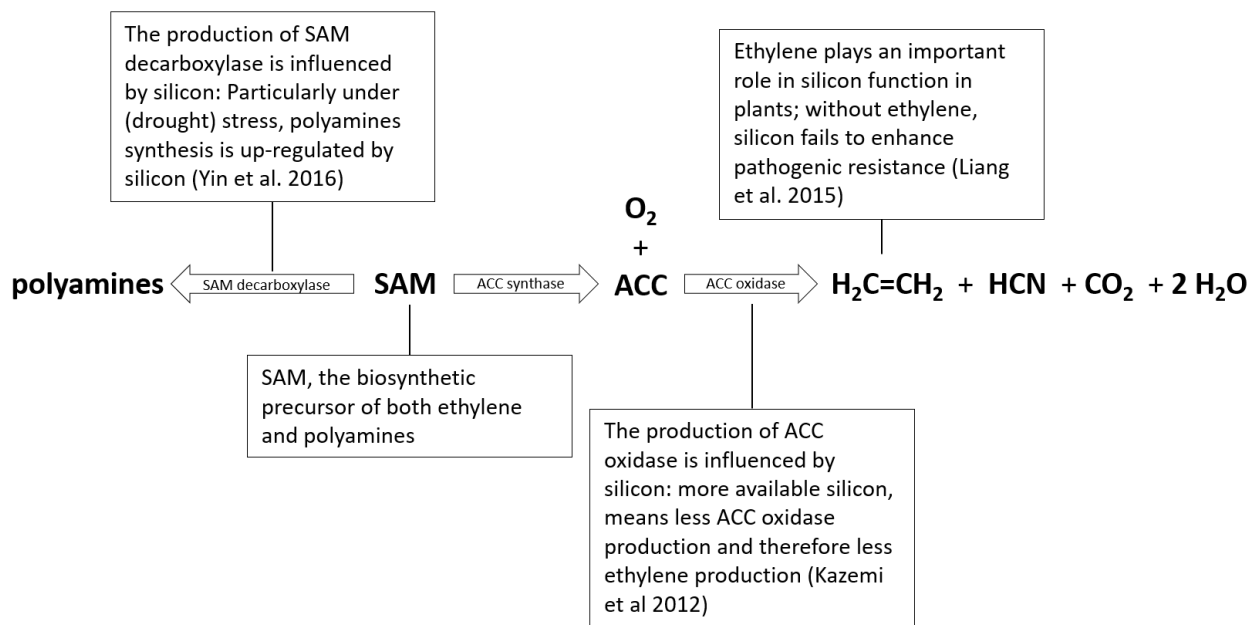 The production of SAM
decarboxylase is influenced
by silicon: Particularly under
(drought) stress, polyamines
synthesis is up-regulated by
silicon (Yin et al. 2016)
Ethylene plays an important
role in silicon function in
plants; without ethylene,
silicon fails to enhance
pathogenic resistance (Liang
et al. 2015)
O₂
+
polyamines SAM decarboxylase SAM ACC synthase ACC ACC oxidase H₂C=CH₂ + HCN + CO₂ + 2 H₂O
SAM, the biosynthetic
precursor of both ethylene
and polyamines
The production of ACC
oxidase is influenced by
silicon: more available silicon,
means less ACC oxidase
production and therefore less
ethylene production (Kazemi
et al 2012)